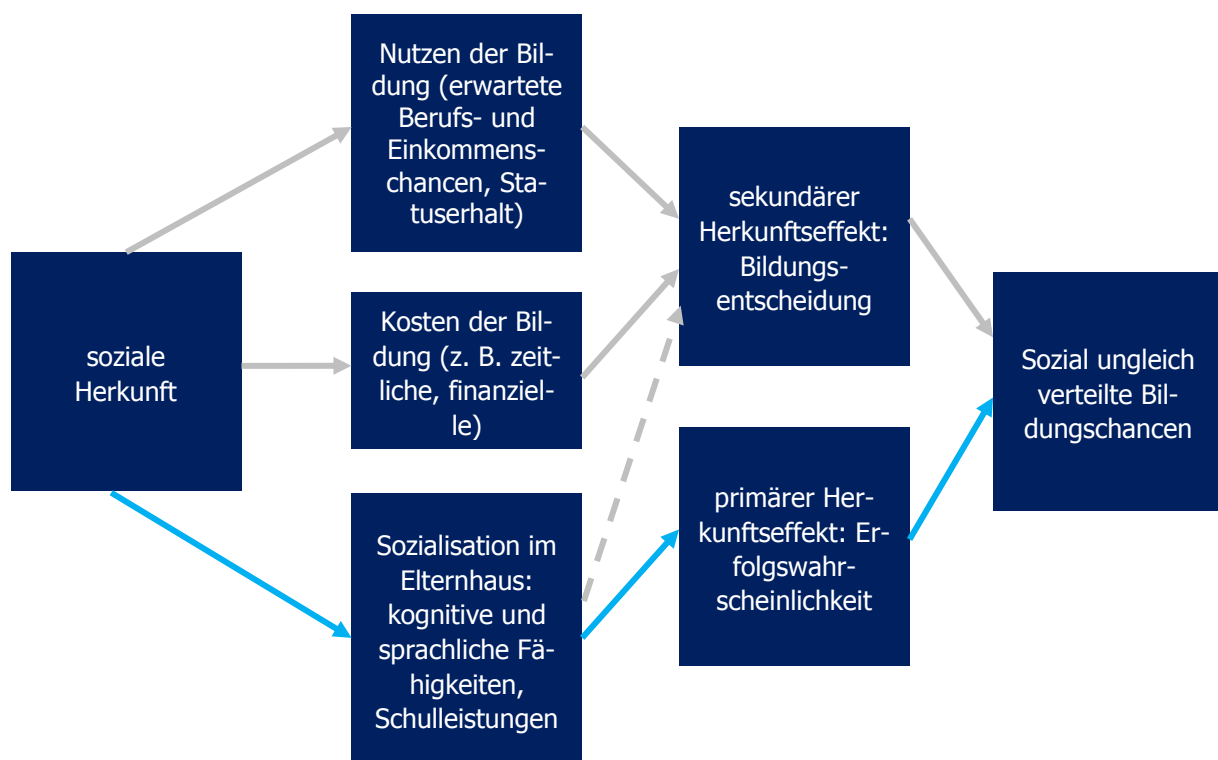 Nutzen der Bil-
dung (erwartete
Berufs- und
Einkommens-
chancen, Sta-
tuserhalt)
sekundärer
Herkunftseffekt:
Bildungs-
entscheidung
soziale
Herkunft
Kosten der Bil-
dung (z. B. zeit-
liche, finanziel-
le)
Sozial ungleich
verteilte Bil-
dungschancen
primärer Her-
kunftseffekt: Er-
folgswahr-
scheinlichkeit
Sozialisation im
Elternhaus:
kognitive und
sprachliche Fä-
higkeiten,
Schulleistungen